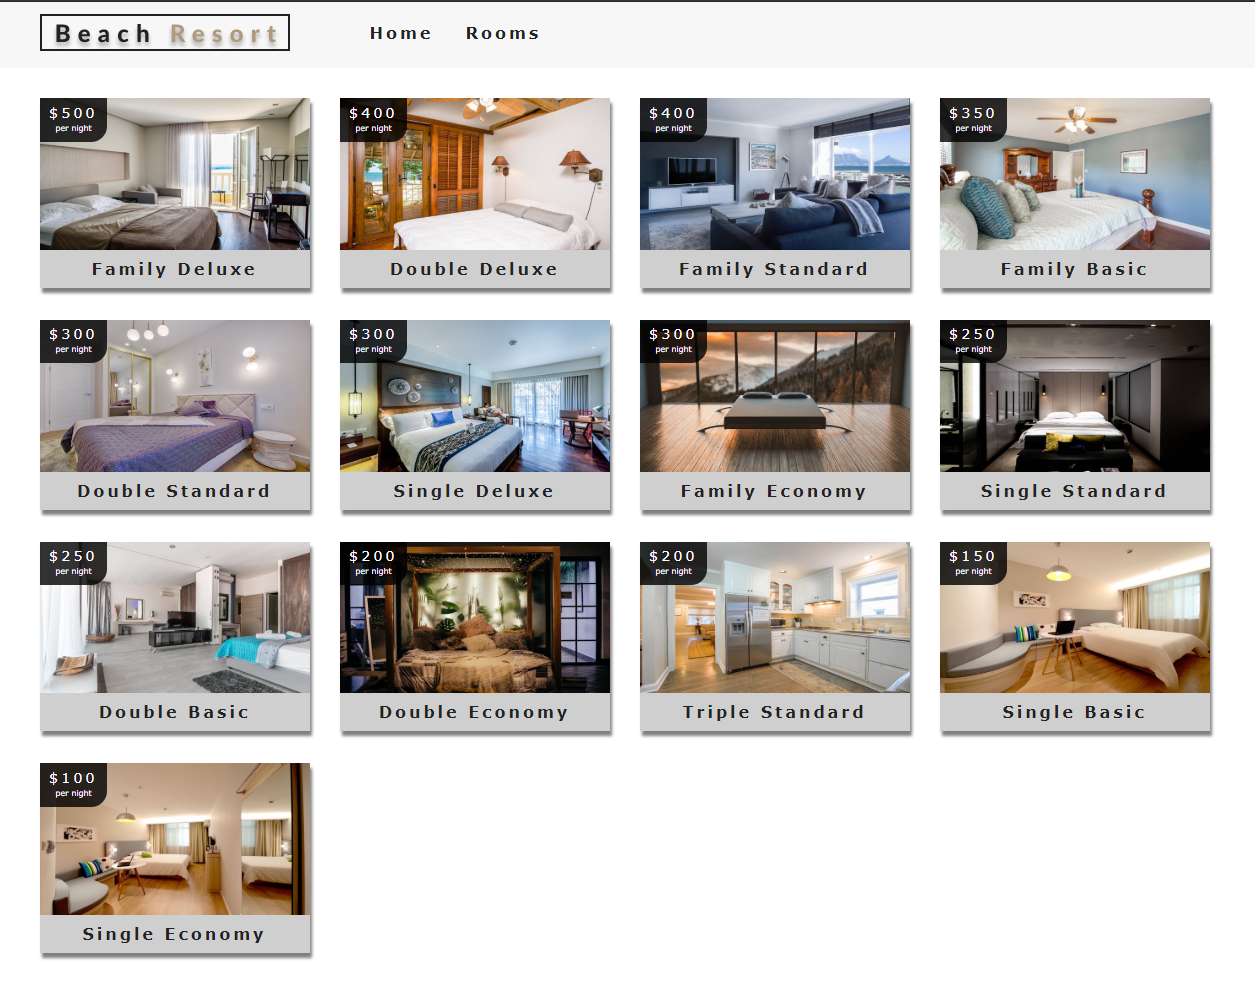 Beach Resort
Home Rooms
$500
per night
Family Deluxe
$400
per night
Double Deluxe
$400
per night
Family Standard
$350
per night
Family Basic
$300
per night
Double Standard
$300
per night
Single Deluxe
$300
per night
Family Economy
$250
per night
Single Standard
$250
per night
Double Basic
$200
per night
Double Economy
$200
per night
Triple Standard
$150
per night
Single Basic
$100
per night
Single Economy